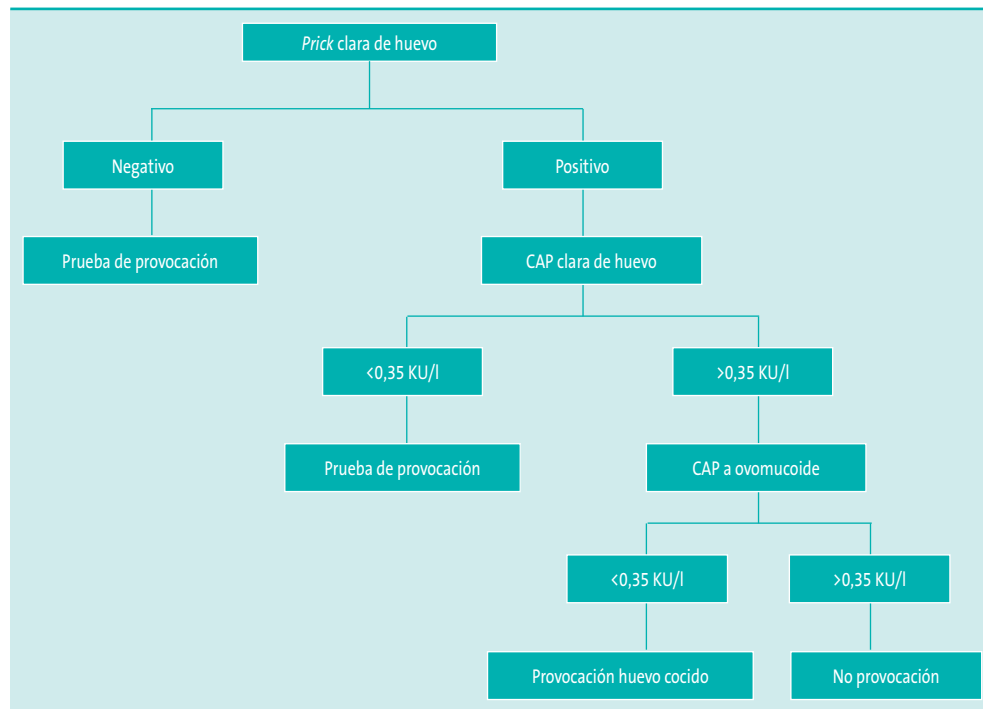 Prick clara de huevo
Negativo
Positivo
Prueba de provocación
CAP clara de huevo
<0,35 KU/l
>0,35 KU/l
Prueba de provocación
CAP a ovomucoide
<0,35 KU/l
>0,35 KU/l
Provocación huevo cocido
No provocación